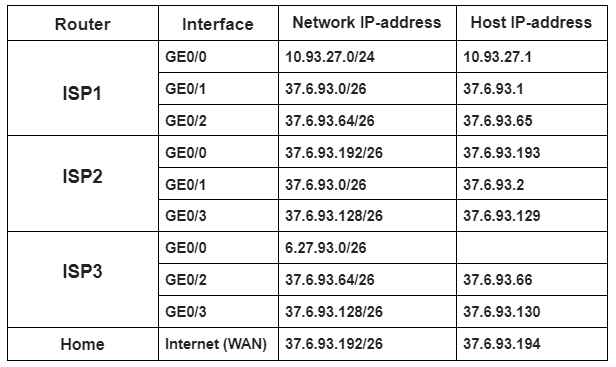 Router Interface Network IP-address Host IP-address
ISP1
GE0/0 10.93.27.0/24 10.93.27.1
GE0/1 37.6.93.0/26 37.6.93.1
GE0/2 37.6.93.64/26 37.6.93.65
ISP2
GE0/0 37.6.93.192/26 37.6.93.193
GE0/1 37.6.93.0/26 37.6.93.2
GE0/3 37.6.93.128/26 37.6.93.129
ISP3
GE0/0 6.27.93.0/26
GE0/2 37.6.93.64/26 37.6.93.66
GE0/3 37.6.93.128/26 37.6.93.130
Home Internet (WAN) 37.6.93.192/26 37.6.93.194